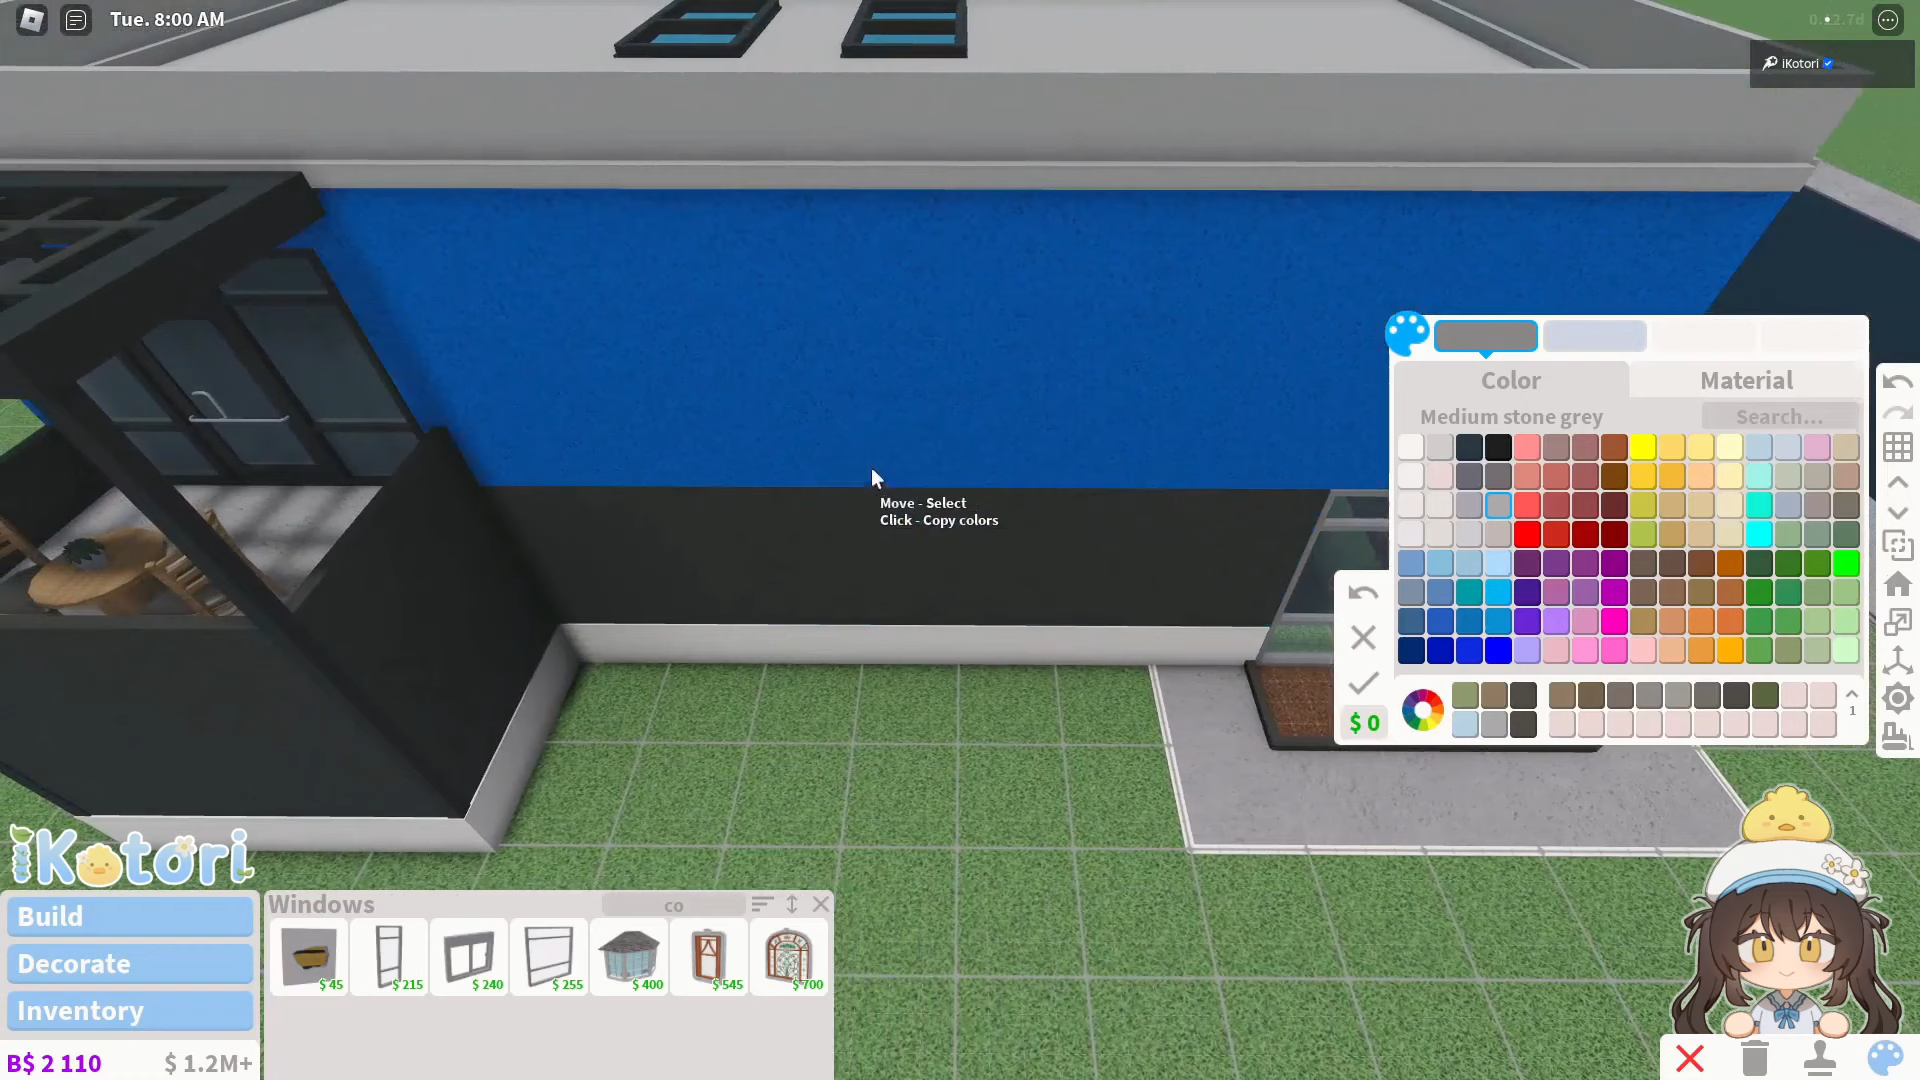 Tue. 8:00 AM
iKotori
Move - Select
Click - Copy colors
Color
Material
Medium stone grey
Search...
1
$ 0
iKotori
Build
Decorate
Inventory
B$ 2 110
$ 1.2M+
Windows
co
$ 45
$ 215
$ 240
$ 255
$ 400
$ 545
$ 700